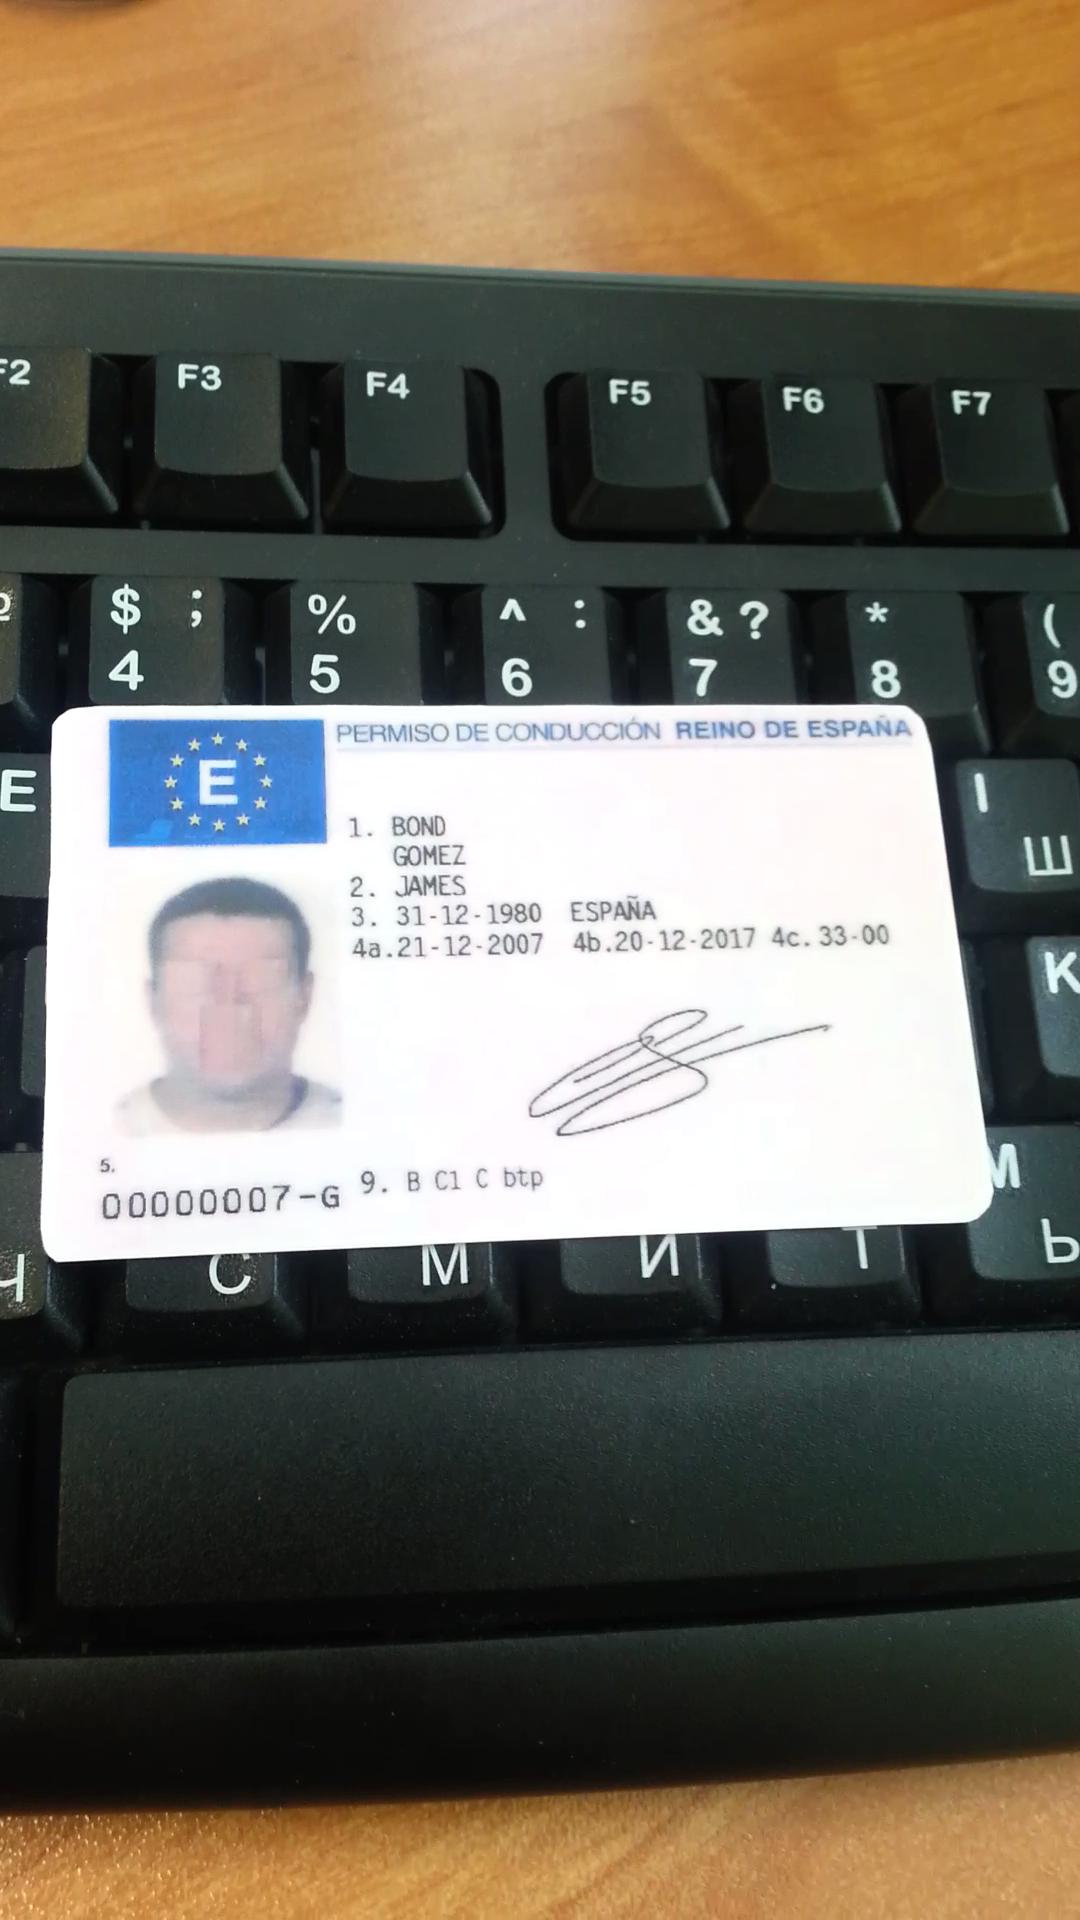 F2 F3 F4 F5 F6 F7
$ ; % ^ : & ? * (
4 5 6 7 8 9
E
I
Ш
K
PERMISO DE CONDUCCIÓN REINO DE ESPAÑA
E
1. BOND
GOMEZ
2. JAMES
3. 31-12-1980 ESPAÑA
4a.21-12-2007 4b.20-12-2017 4c.33-00
5.
00000007-G 9. B C1 C btp
M
Ч С М И Т Ь